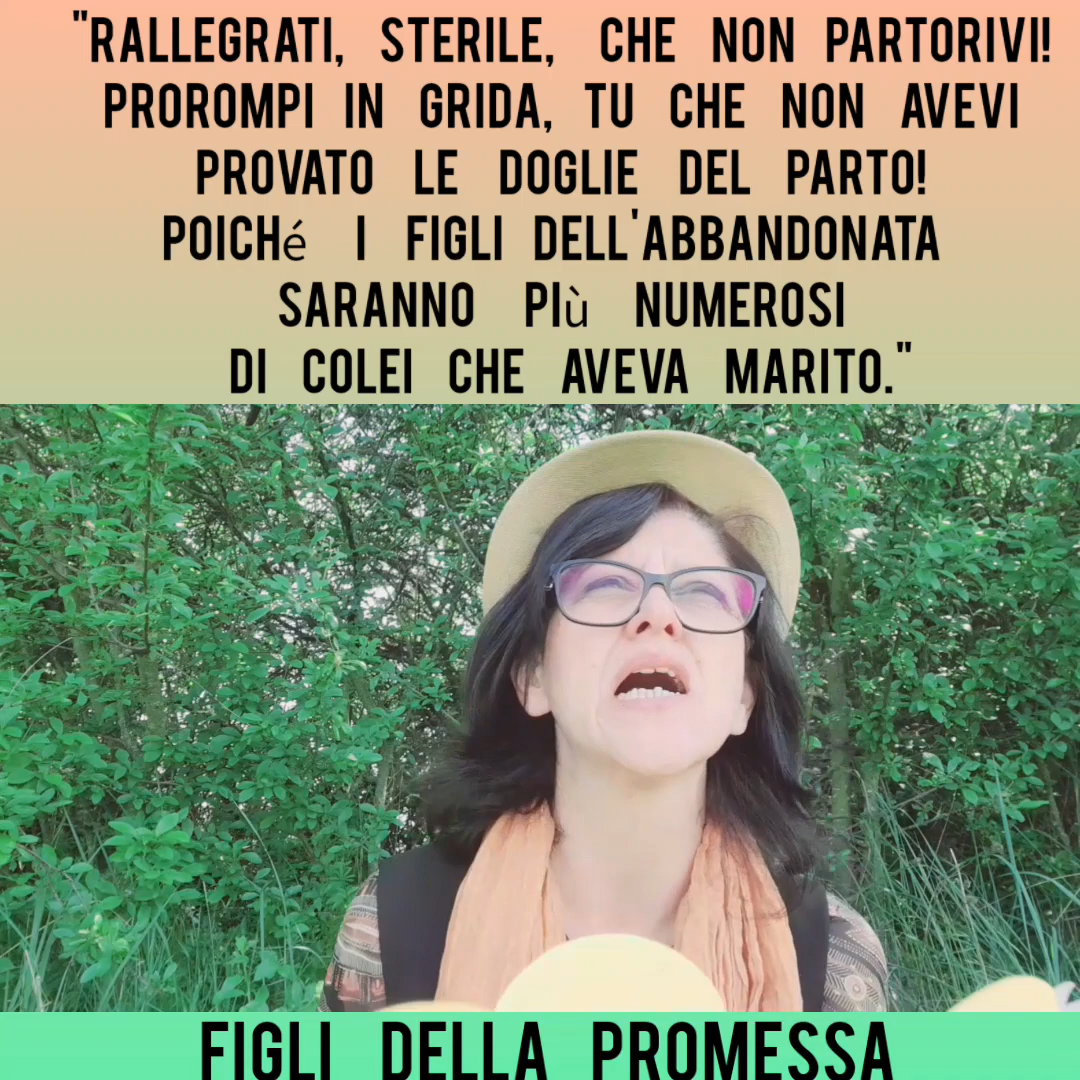 "RALLEGRATI, STERILE, CHE NON PARTORIVI!
PROROMPI IN GRIDA, TU CHE NON AVEVI
PROVATO LE DOGLIE DEL PARTO!
POICHé I FIGLI DELL'ABBANDONATA
SARANNO PIù NUMEROSI
DI COLEI CHE AVEVA MARITO."
FIGLI DELLA PROMESSA